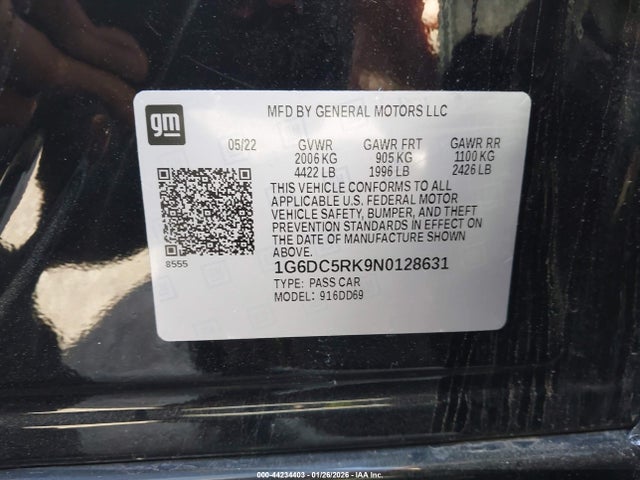 gm
MFD BY GENERAL MOTORS LLC
05/22 GVWR GAWR FRT GAWR RR
2006 KG 905 KG 1100 KG
4422 LB 1996 LB 2426 LB
THIS VEHICLE CONFORMS TO ALL
APPLICABLE U.S. FEDERAL MOTOR
VEHICLE SAFETY, BUMPER, AND THEFT
PREVENTION STANDARDS IN EFFECT ON
THE DATE OF MANUFACTURE SHOWN
ABOVE.
8555
1G6DC5RK9N0128631
TYPE: PASS CAR
MODEL: 916DD69
000-44234403 - 01/26/2026 - IAA Inc.